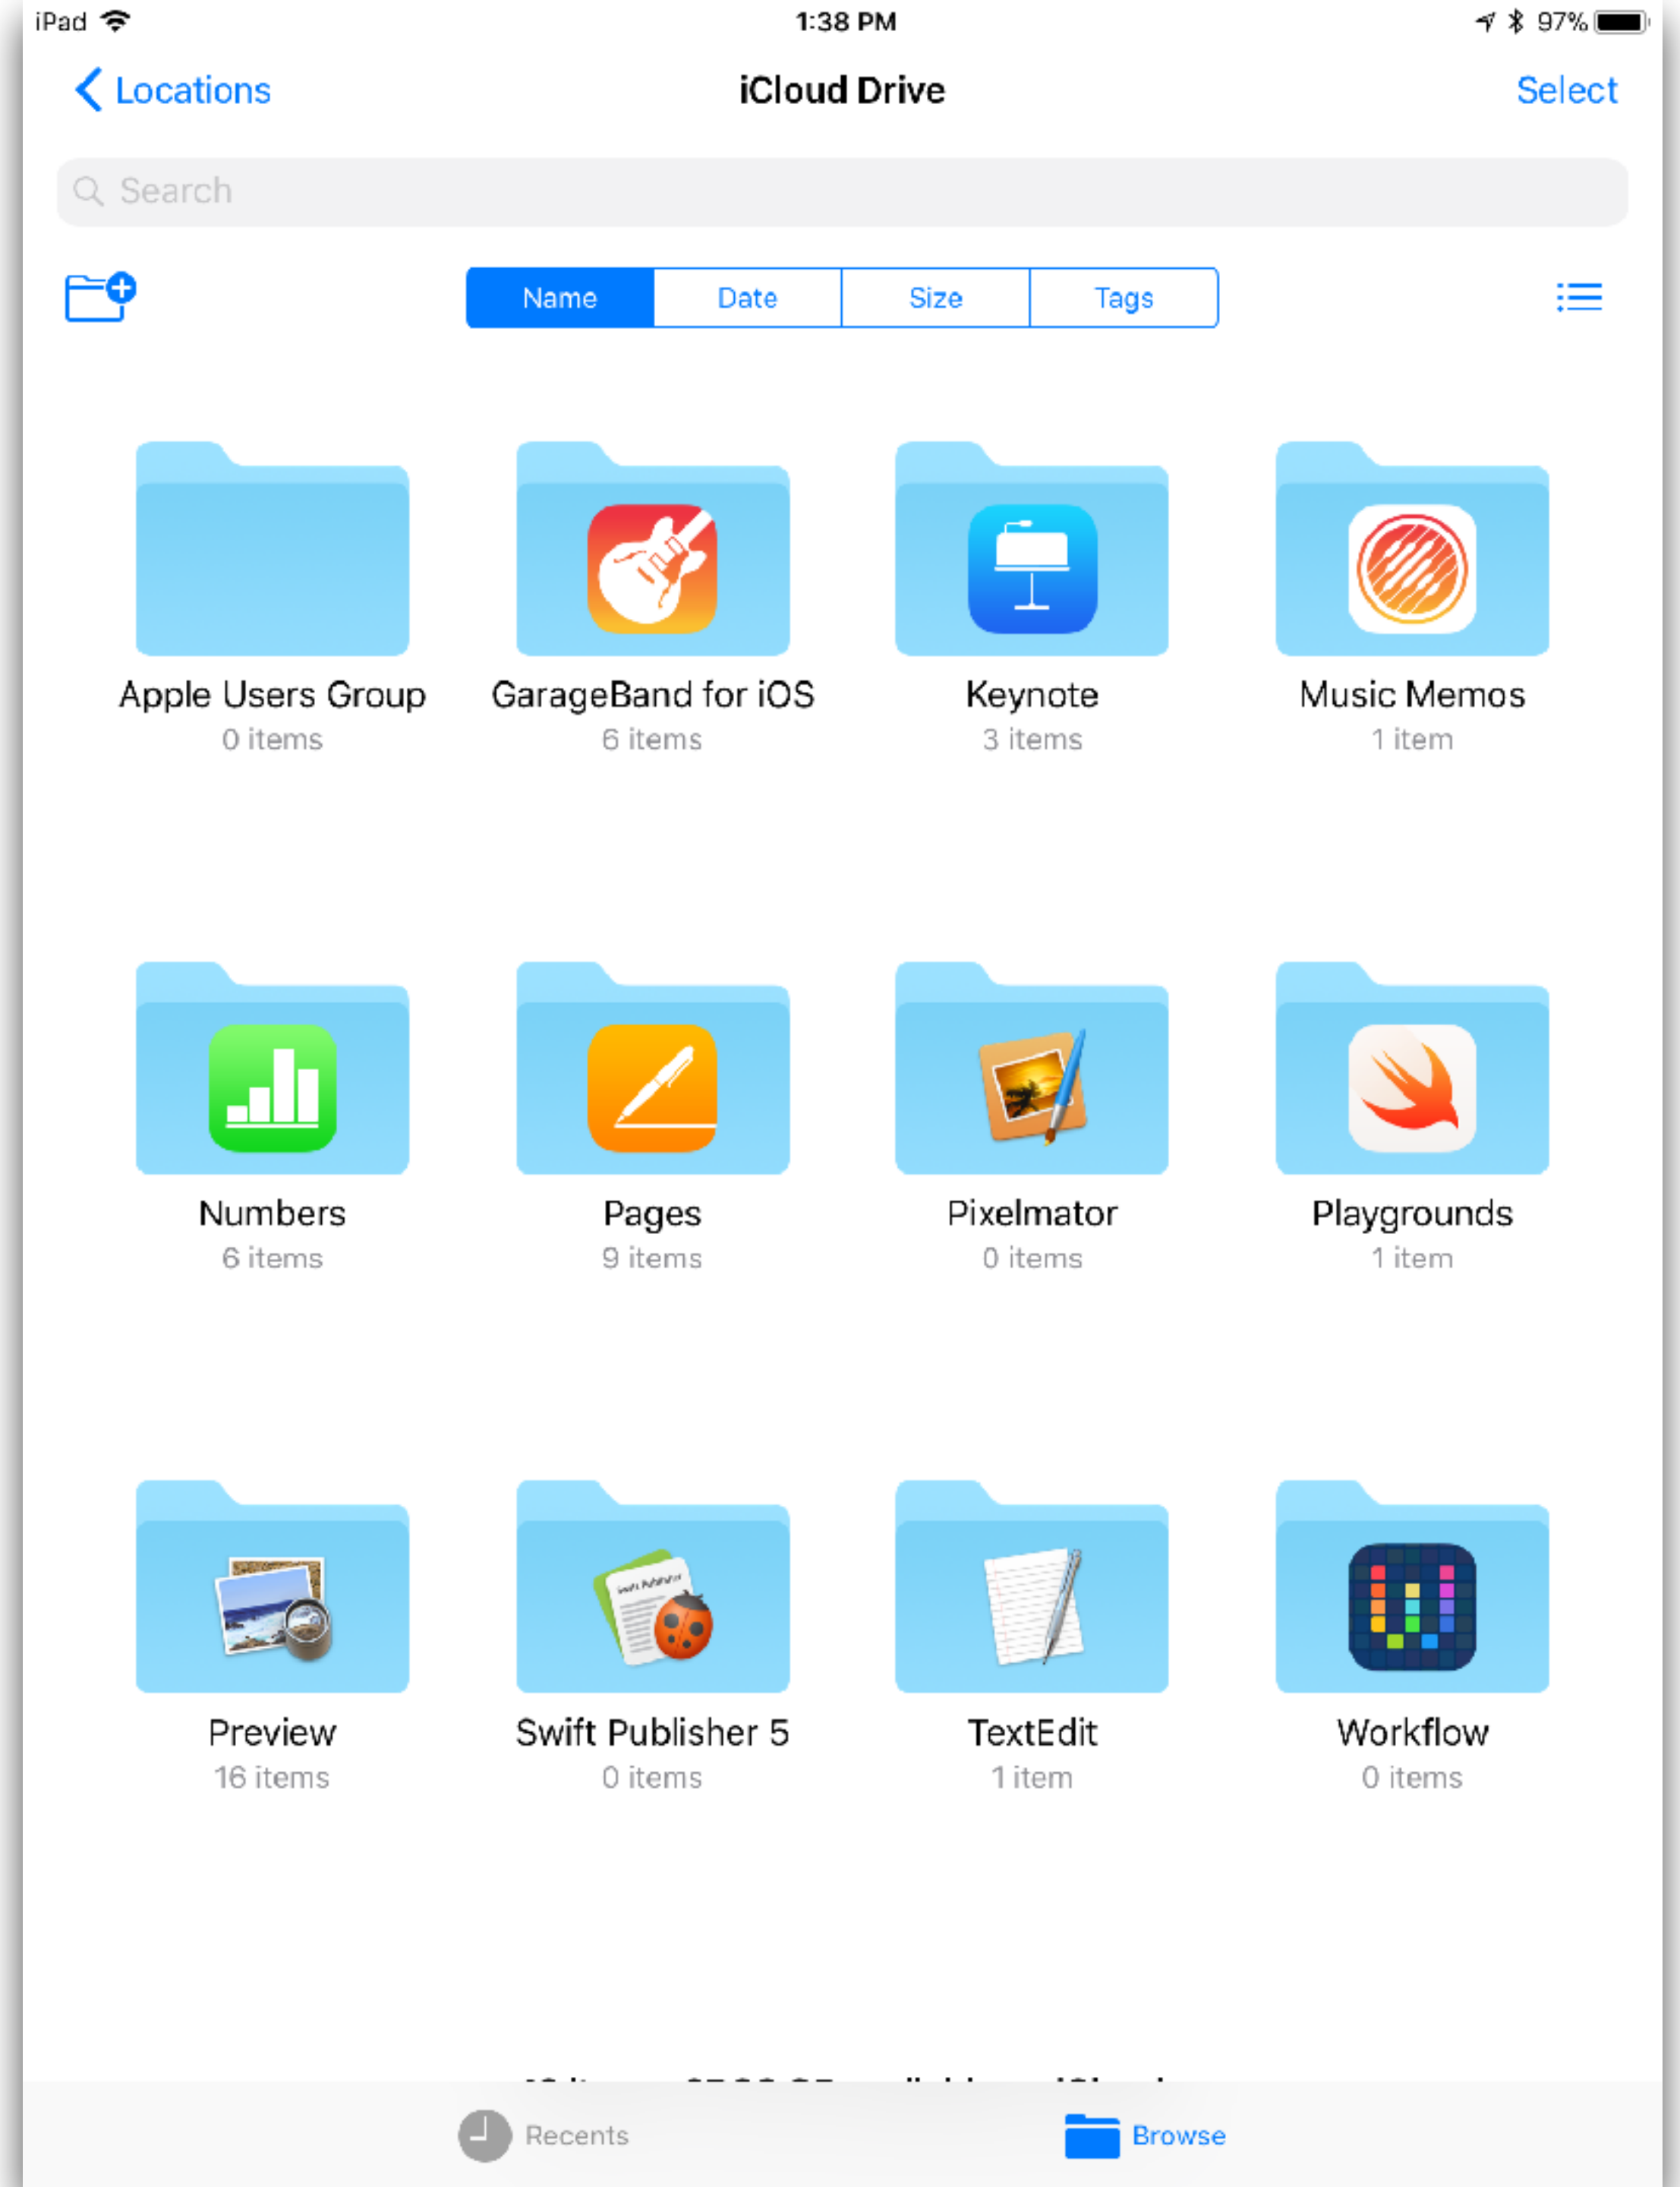 iPad 1:38 PM 97%
Locations iCloud Drive Select
Search
Name Date Size Tags
Apple Users Group GarageBand for iOS Keynote Music Memos
0 items 6 items 3 items 1 item
Numbers Pages Pixelmator Playgrounds
6 items 9 items 0 items 1 item
Swift Publisher
Preview Swift Publisher 5 TextEdit Workflow
16 items 0 items 1 item 0 items
Recents Browse